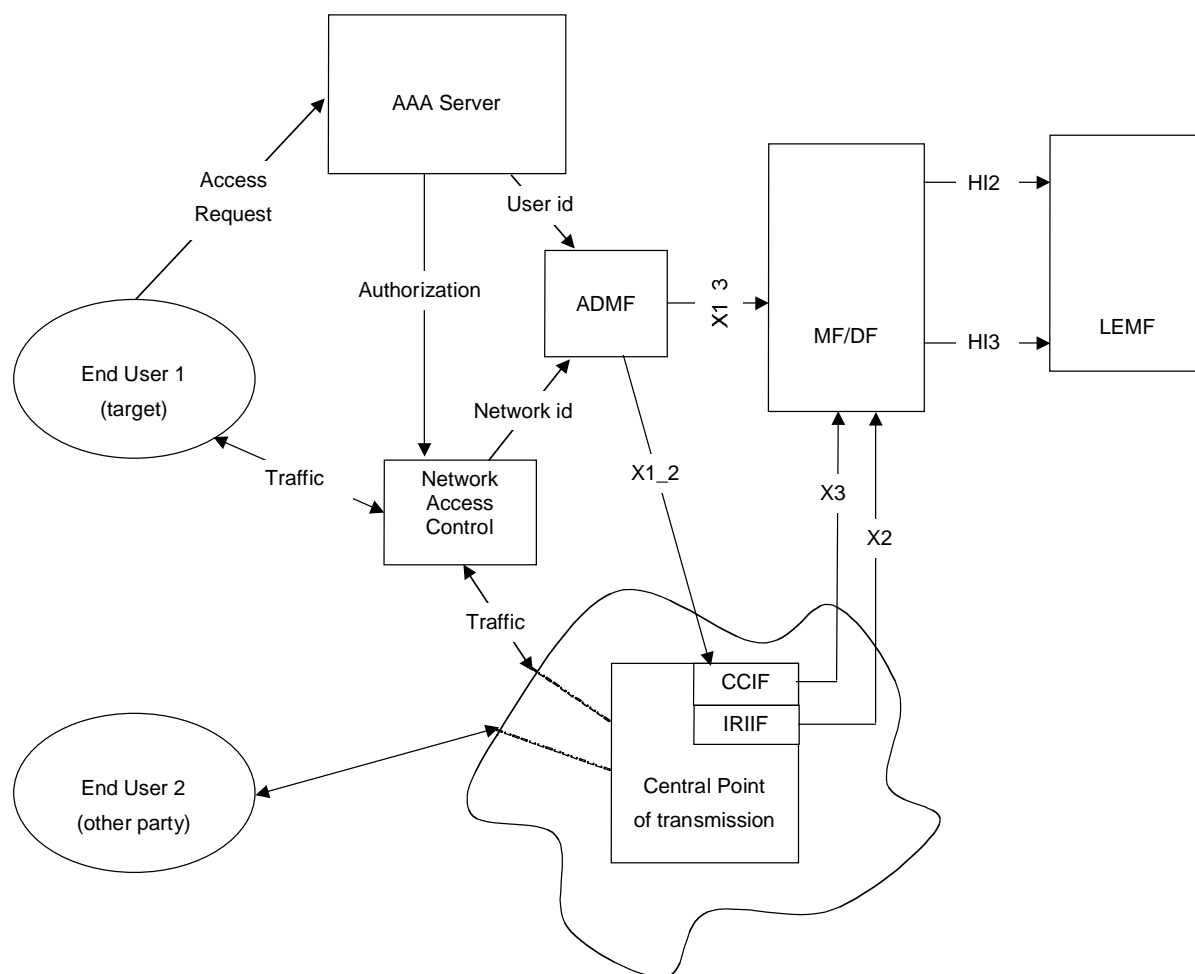 AAA Server
Access
Request
User id
HI2
Authorization
ADMF
X1_3
MF/DF
LEMF
HI3
End User 1
(target)
Network id
Traffic
Network
Access
Control
X1_2
X3
X2
Traffic
CCIF
IRIIF
Central Point
of transmission
End User 2
(other party)